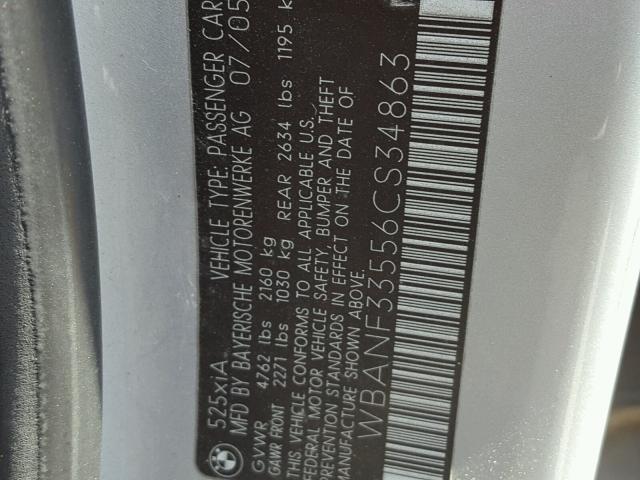 525xiA VEHICLE TYPE: PASSENGER CAR
MFD BY BAYERISCHE MOTORENWERKE AG 07/05
GVWR 4762 lbs 2160 kg
GAWR FRONT 2271 lbs 1030 kg REAR 2634 lbs 1195 k
THIS VEHICLE CONFORMS TO ALL APPLICABLE U.S.
FEDERAL MOTOR VEHICLE SAFETY, BUMPER AND THEFT
PREVENTION STANDARDS IN EFFECT ON THE DATE OF
MANUFACTURE SHOWN ABOVE.
WBANF33556CS34863